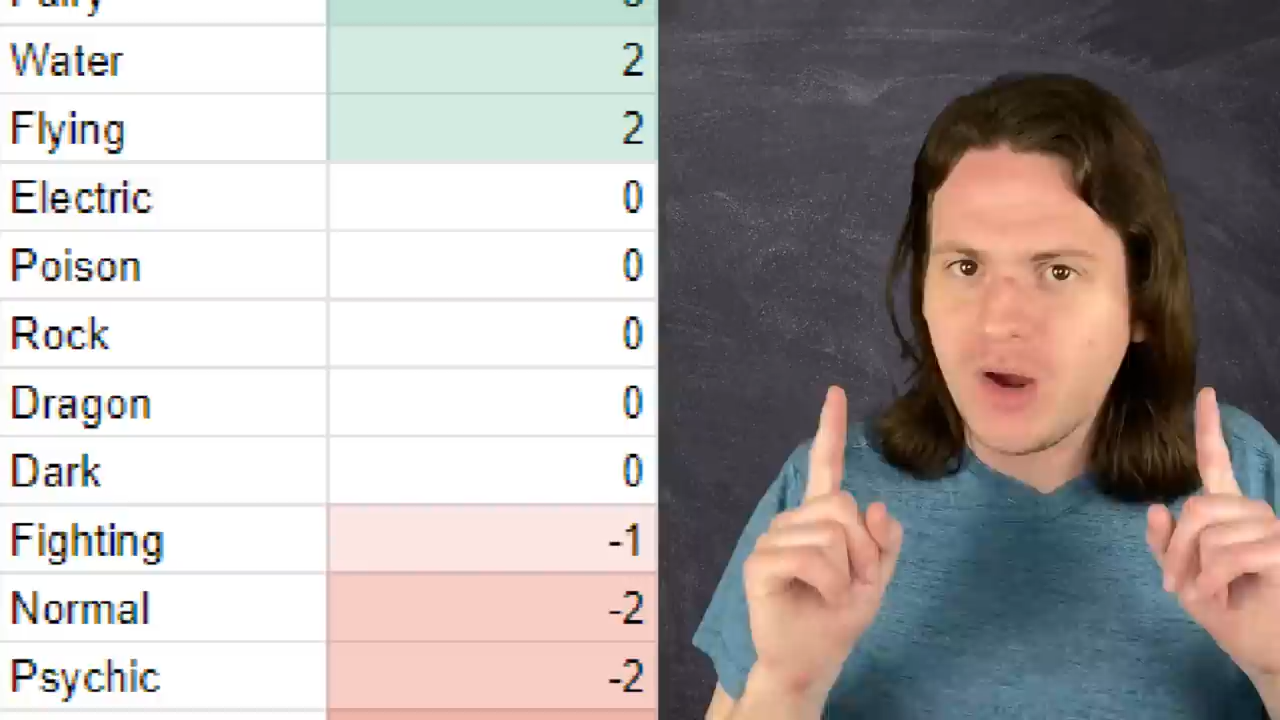 Fairy 3
Water 2
Flying 2
Electric 0
Poison 0
Rock 0
Dragon 0
Dark 0
Fighting -1
Normal -2
Psychic -2